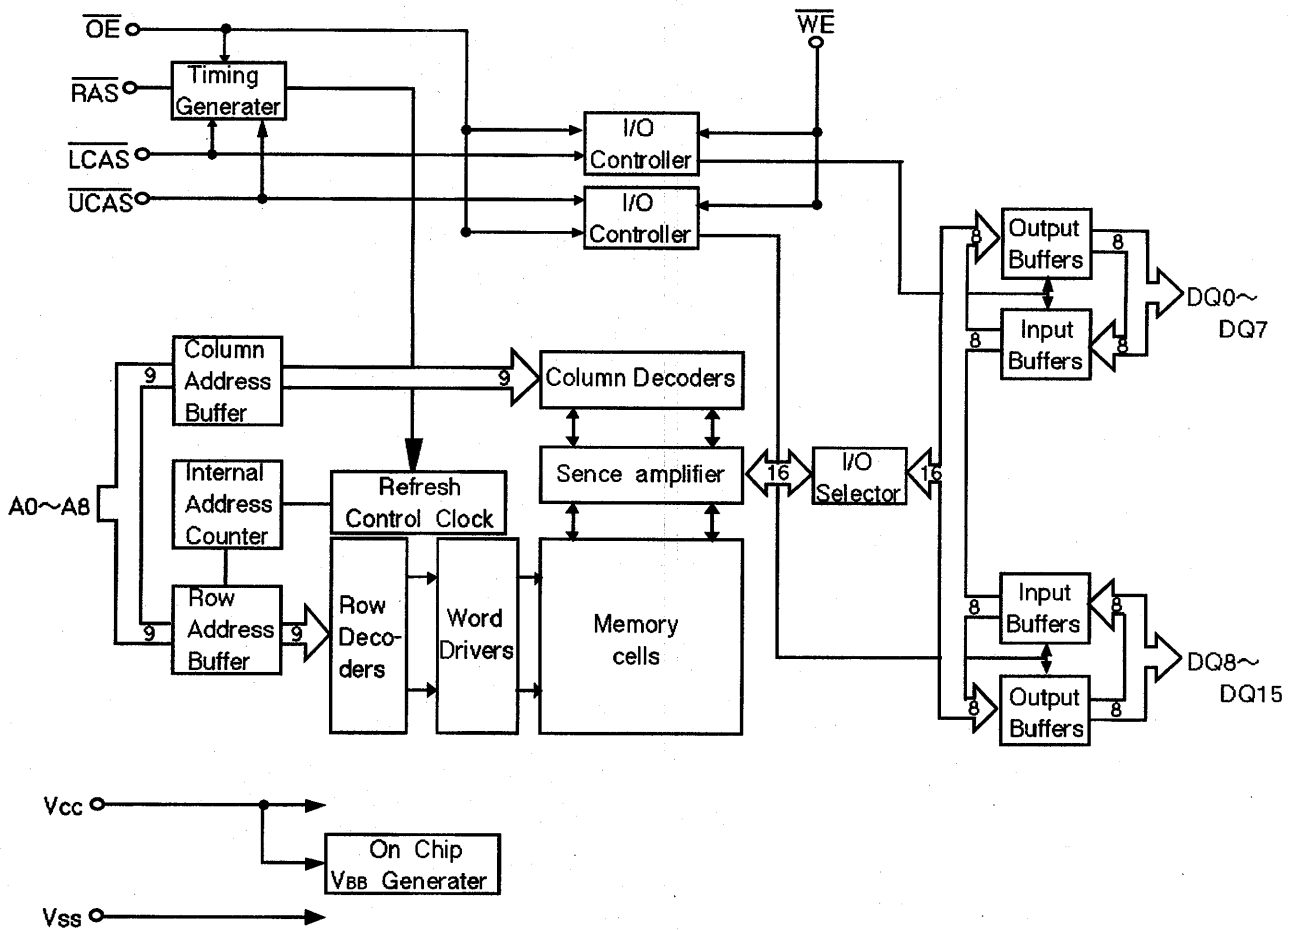 OE
WE
RAS
Timing
Generater
LCAS
UCAS
I/O
Controller
I/O
Controller
Output
Buffers
8
8
DQ0～
DQ7
Input
Buffers
8
8
Column
Address
Buffer
9
9
Column Decoders
Internal
Address
Counter
A0～A8
Refresh
Control Clock
Sence amplifier
16
I/O
Selector
16
Row
Address
Buffer
9
9
Row
Deco-
ders
Word
Drivers
Memory
cells
Input
Buffers
8
8
DQ8～
DQ15
Output
Buffers
8
8
Vcc
On Chip
VBB Generater
Vss